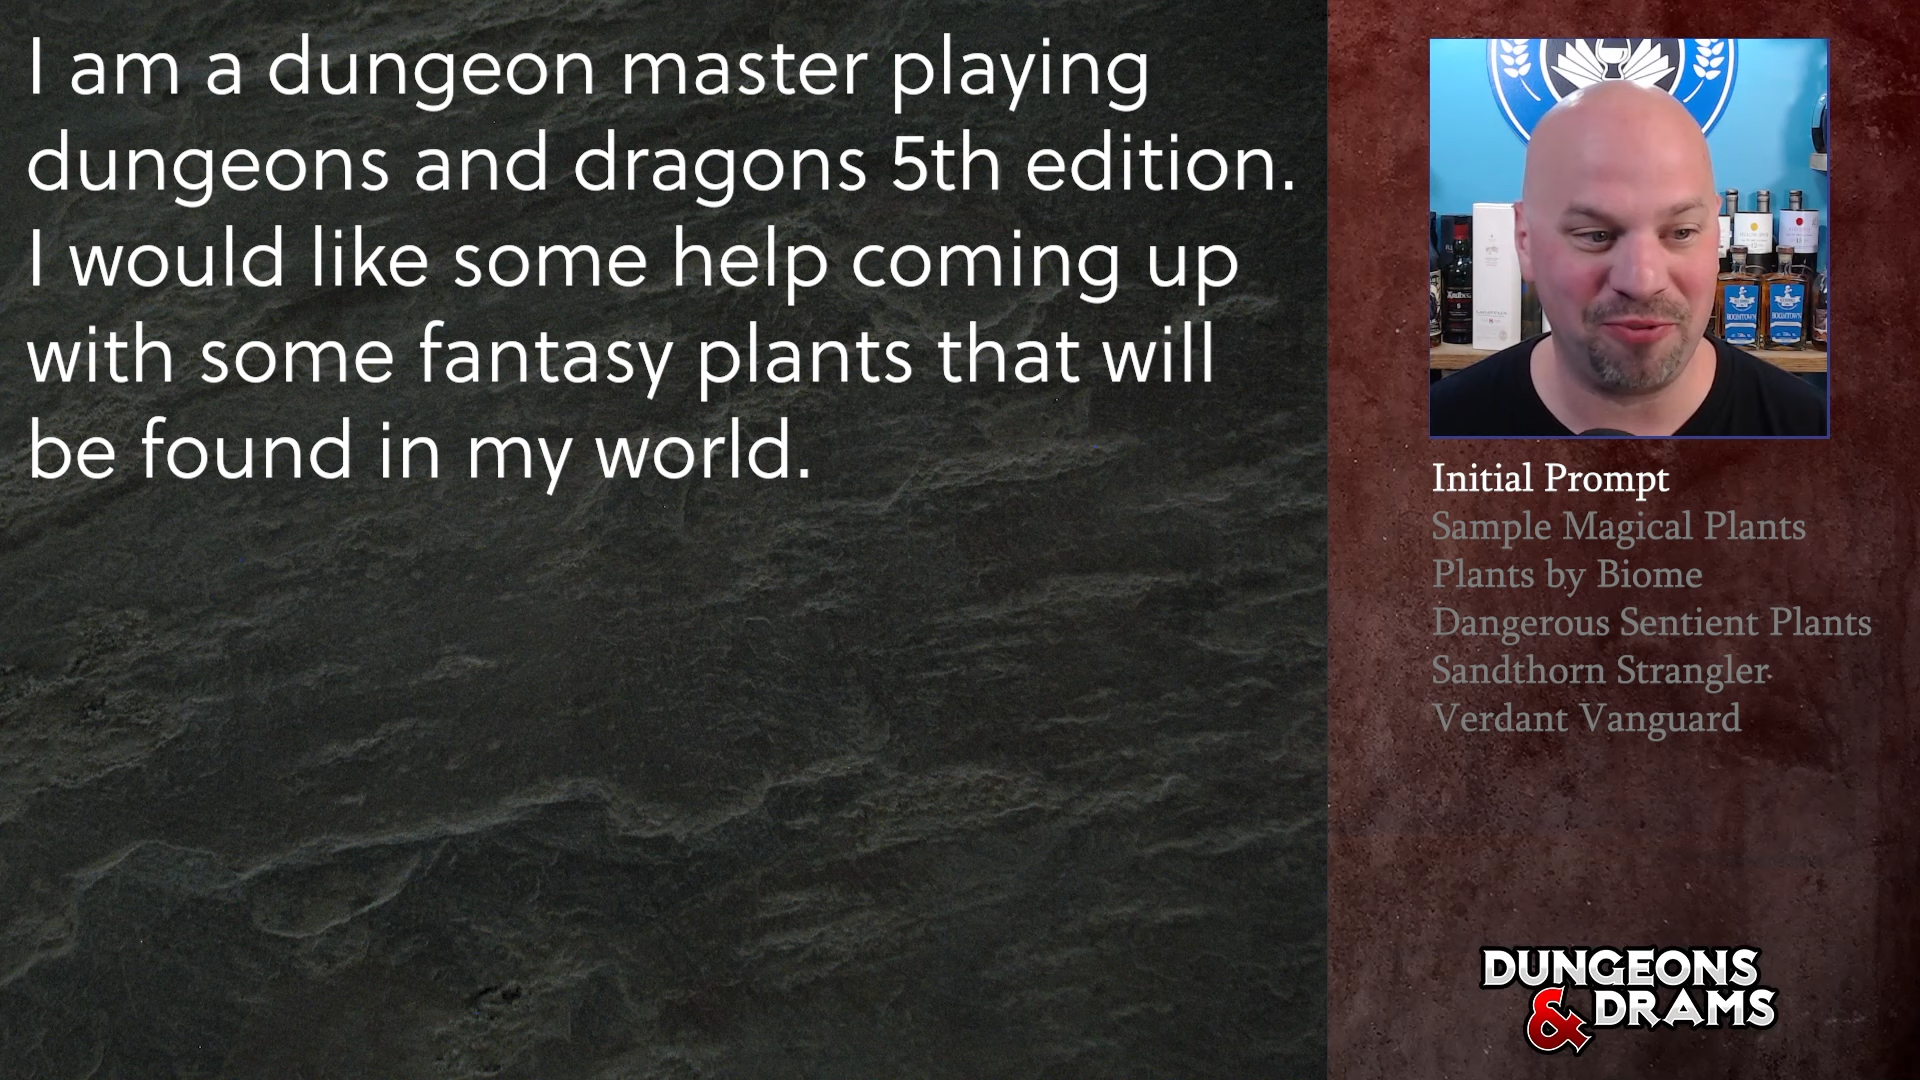 I am a dungeon master playing
dungeons and dragons 5th edition.
I would like some help coming up
with some fantasy plants that will
be found in my world.
Initial Prompt
Sample Magical Plants
Plants by Biome
Dangerous Sentient Plants
Sandthorn Strangler
Verdant Vanguard
BOOMTOWN
BOOMTOWN
DUNGEONS
& DRAMS